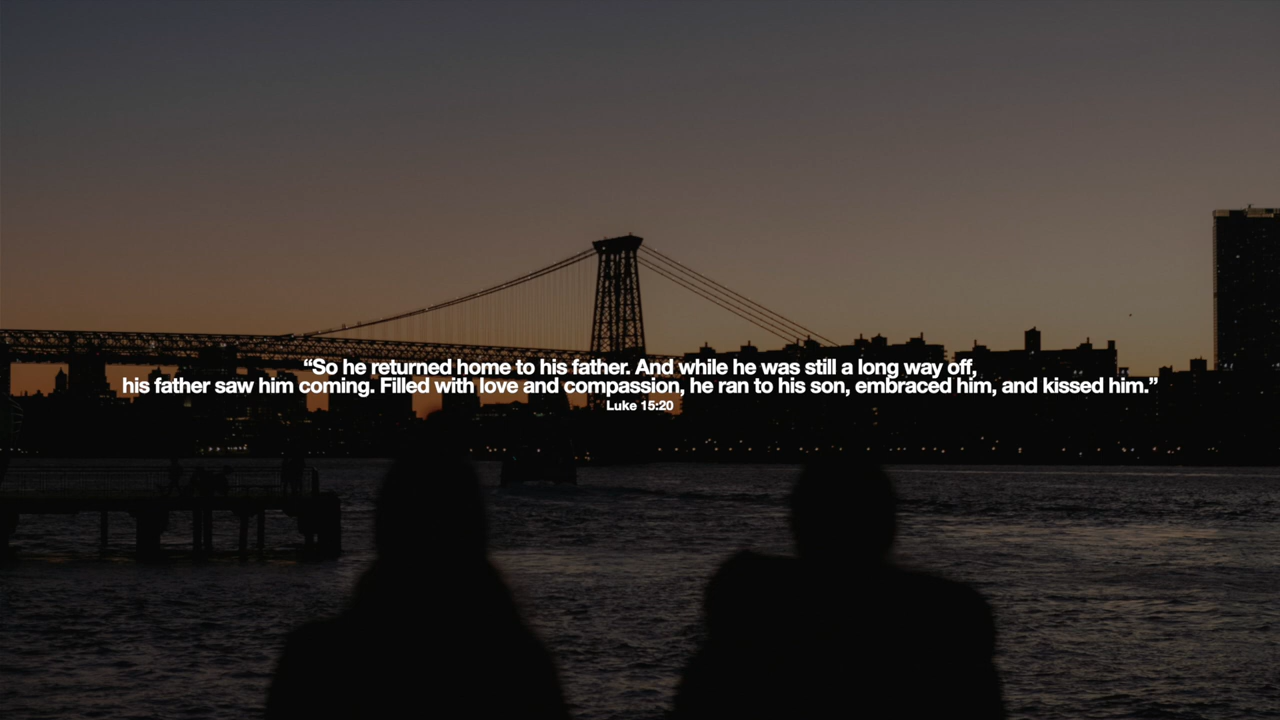 “So he returned home to his father. And while he was still a long way off,
his father saw him coming. Filled with love and compassion, he ran to his son, embraced him, and kissed him.”
Luke 15:20